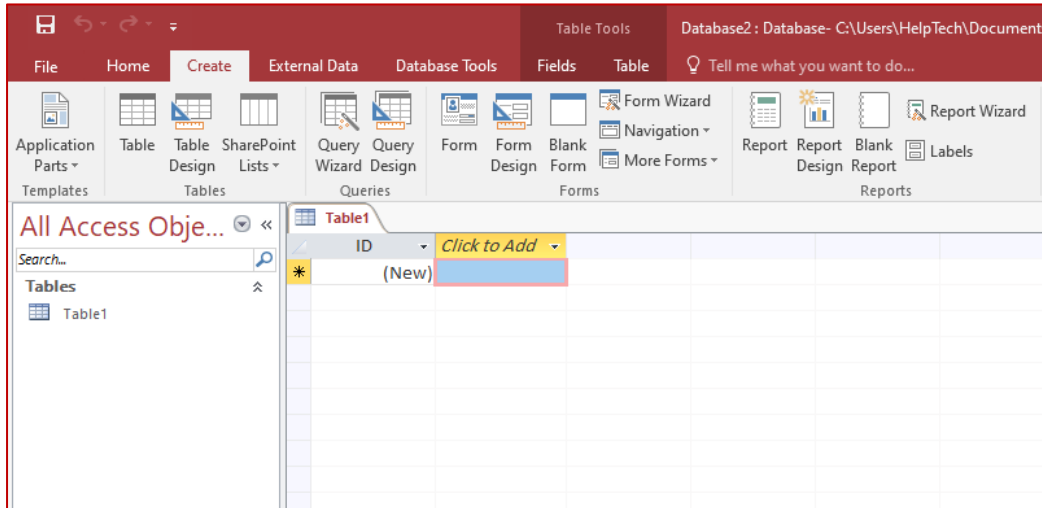 Table Tools Database2 : Database- C:\Users\HelpTech\Document
File Home Create External Data Database Tools Fields Table Tell me what you want to do...
Application Parts
Table
Table Design
SharePoint Lists
Query Wizard
Query Design
Form
Form Design
Blank Form
Form Wizard
Navigation
More Forms
Report
Report Design
Blank Report
Report Wizard
Labels
Templates Tables Queries Forms Reports
All Access Obje... «
Search...
Tables
Table1
Table1
ID Click to Add
* (New)